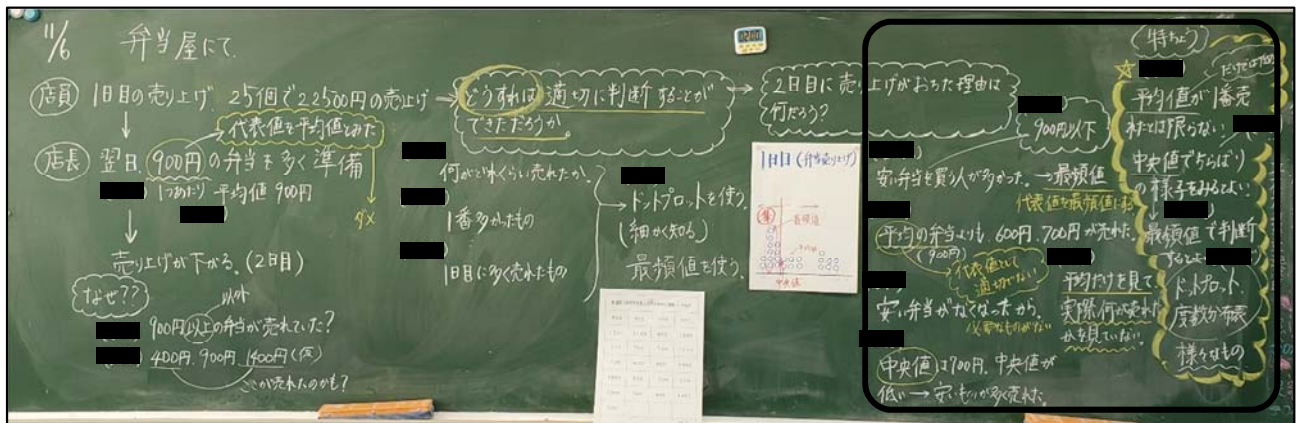 11/6 弁当屋にて.
店員 1日目の売り上げ. 25個で22500円の売上げ
代表値を平均値とみた
店長 翌日 900円の弁当を多く準備
1つあたり 平均値 900円
ダメ
売り上げが下がる.(2日目)
なぜ??
以外
900円以上の弁当が売れていた?
400円. 900円. 1400円(仮)
ここが売れたのかも?
どうすれば適切に判断することが
できただろうか
何がどれくらい売れたか.
1番多かたもの
1日目に多く売れたもの
ドットプロットを使う.
(細かく知る)
最頻値を使う.
2日目に売り上げがおちた理由は
何だろう?
1日目(弁当売り上げ)
最頻値
中央値
900円以下
安い弁当を買う人が多かった.→最頻値
代表値を最頻値にする
平均の弁当よりも. 600円. 700円が売れた.
(900円)
代表値として
適切でない
安い弁当がなくなったから.
必要なものがない
平均だけを見て
実際何が売れた
かを見ていない.
中央値は700円. 中央値が
低い→安いもいが多く売れた.
特ちょう
だけでは
平均値が1番売
れたとは限らない
中央値でちらばり
の様子をみるとよい
最頻値で判断
するとよい
ドットプロット.
度数分布表
様々なもの